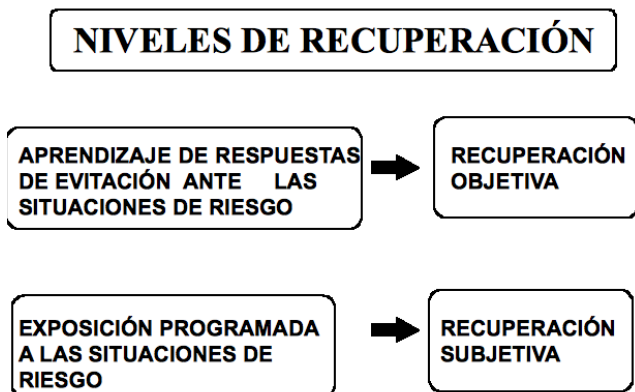 NIVELES DE RECUPERACIÓN
APRENDIZAJE DE RESPUESTAS
DE EVITACIÓN ANTE LAS
SITUACIONES DE RIESGO
RECUPERACIÓN
OBJETIVA
EXPOSICIÓN PROGRAMADA
A LAS SITUACIONES DE
RIESGO
RECUPERACIÓN
SUBJETIVA